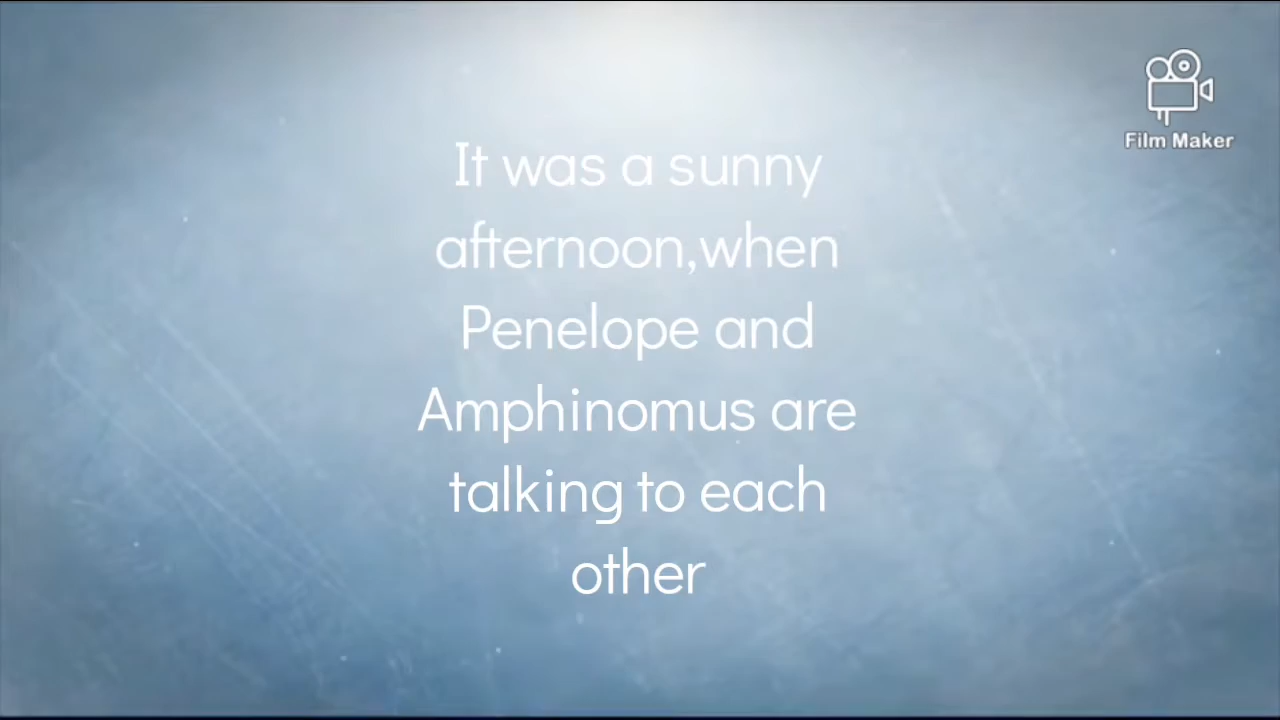 Film Maker
It was a sunny
afternoon,when
Penelope and
Amphinomus are
talking to each
other